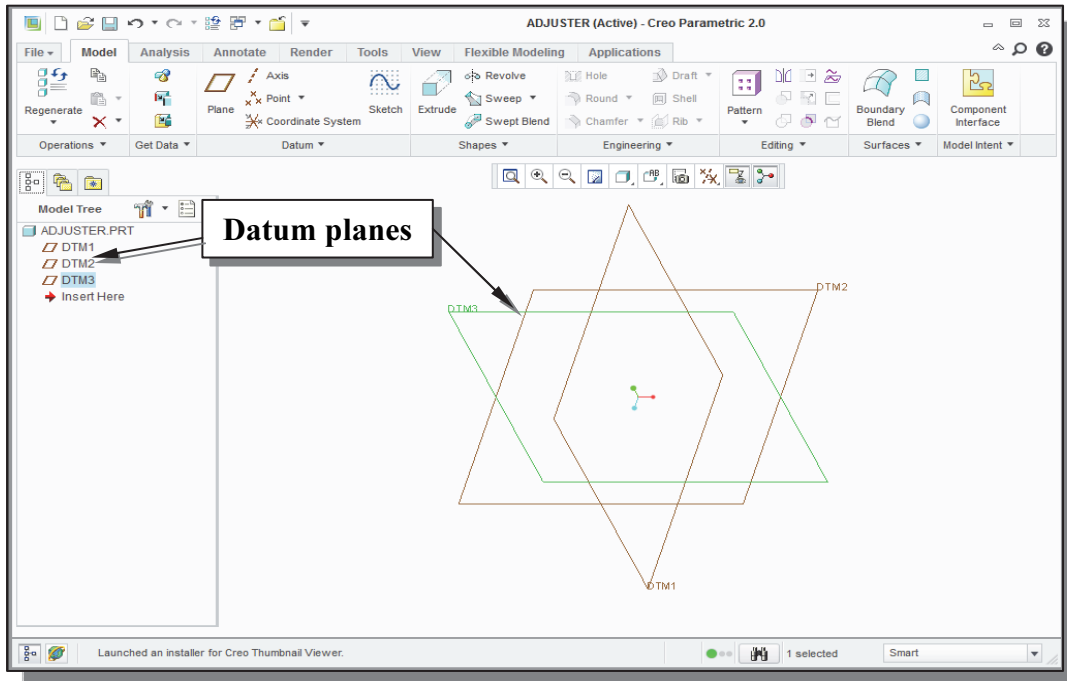 ADJUSTER (Active) - Creo Parametric 2.0
File Model Analysis Annotate Render Tools View Flexible Modeling Applications
Regenerate
Plane
Axis
Point
Coordinate System
Sketch
Extrude
Revolve
Sweep
Swept Blend
Hole Draft
Round Shell
Chamfer Rib
Pattern
Boundary
Blend
Component
Interface
Operations Get Data Datum Shapes Engineering Editing Surfaces Model Intent
Model Tree
ADJUSTER.PRT
DTM1
DTM2
DTM3
Insert Here
Datum planes
DTM2
DTM3
DTM1
Launched an installer for Creo Thumbnail Viewer.
1 selected
Smart